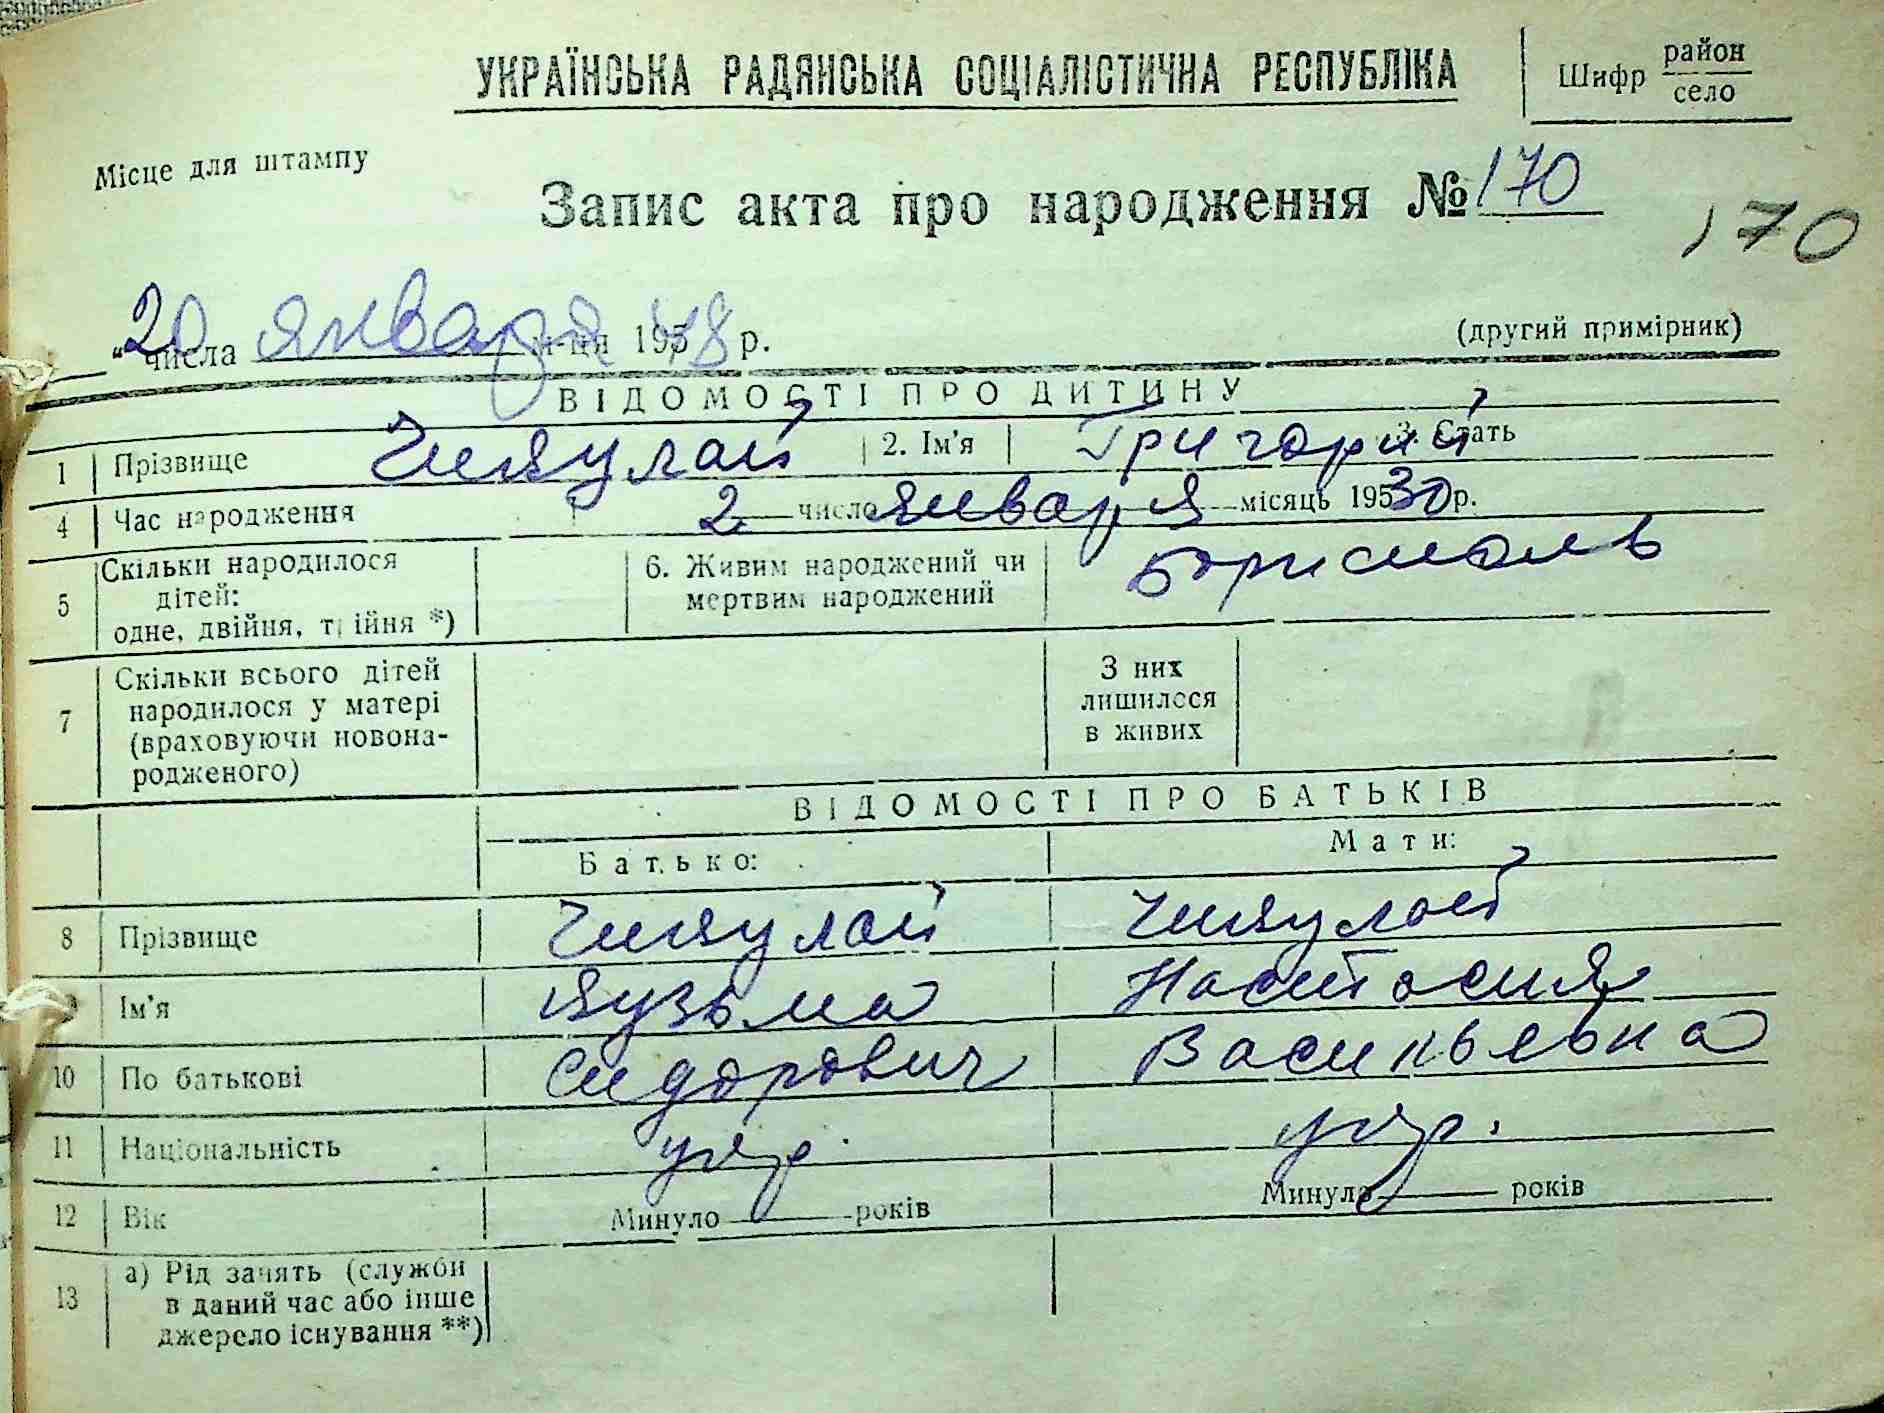 УКРАЇНСЬКА РАДЯНСЬКА СОЦІАЛІСТИЧНА РЕСПУБЛІКА
Шифр район
село
Місце для штампу
Запис акта про народження № 170
170
"20 числа января м-ця 195 48 р.
(другий примірник)
ВІДОМОСТІ ПРО ДИТИНУ
1 Прізвище 2. Ім'я Григорий 3. Стать
4 Час народження 2 число января місяць 195 30 р.
5 Скільки народилося дітей: одне, двійня, трійня *) 6. Живим народжений чи мертвим народжений Борисполь
7 Скільки всього дітей народилося у матері (враховуючи новонародженого) З них лишилося в живих
ВІДОМОСТІ ПРО БАТЬКІВ
Батько: Мати:
8 Прізвище
9 Ім'я Кузьма Настасия
10 По батькові Сидорович Васильевна
11 Національність укр. укр.
12 Вік Минуло років Минуло років
13 а) Рід занять (служби в даний час або інше джерело існування **)